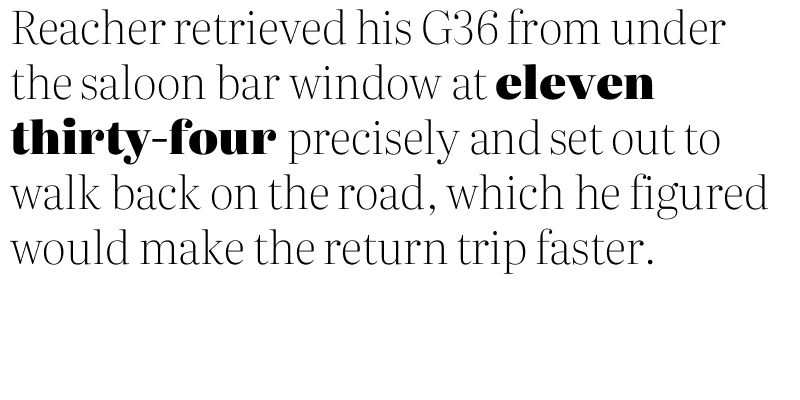 Reacher retrieved his G36 from under
the saloon bar window at eleven
thirty-four precisely and set out to
walk back on the road, which he figured
would make the return trip faster.